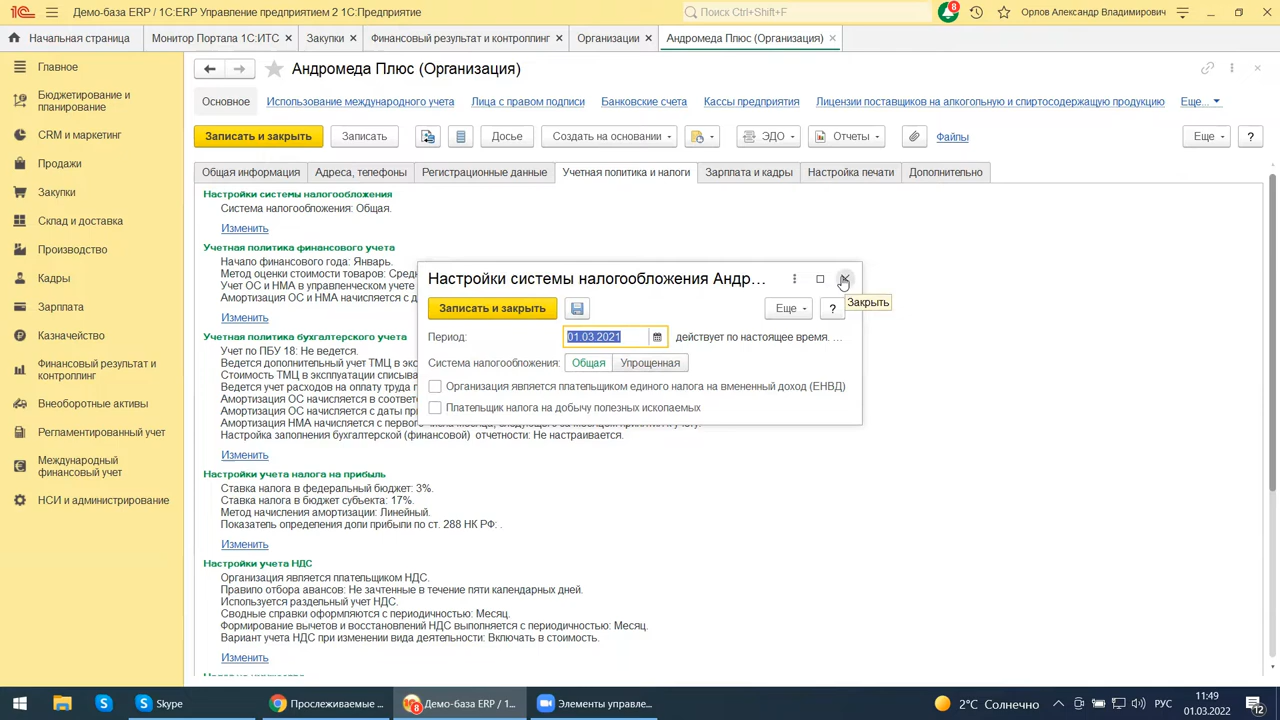 Демо-база ERP / 1С:ERP Управление предприятием 2 1С:Предприятие
Поиск Ctrl+Shift+F
8
Орлов Александр Владимирович
Начальная страница
Монитор Портала 1С:ИТС
Закупки
Финансовый результат и контроллинг
Организации
Андромеда Плюс (Организация)
Главное
Бюджетирование и
планирование
CRM и маркетинг
Продажи
Закупки
Склад и доставка
Производство
Кадры
Зарплата
Казначейство
Финансовый результат и
контроллинг
Внеоборотные активы
Регламентированный учет
Международный
финансовый учет
НСИ и администрирование
Андромеда Плюс (Организация)
Основное
Использование международного учета
Лица с правом подписи
Банковские счета
Кассы предприятия
Лицензии поставщиков на алкогольную и спиртосодержащую продукцию
Еще...
Записать и закрыть
Записать
Досье
Создать на основании
ЭДО
Отчеты
Файлы
Еще
?
Общая информация
Адреса, телефоны
Регистрационные данные
Учетная политика и налоги
Зарплата и кадры
Настройка печати
Дополнительно
Настройки системы налогообложения
Система налогообложения: Общая.
Изменить
Учетная политика финансового учета
Начало финансового года: Январь.
Метод оценки стоимости товаров: Сред
Учет ОС и НМА в управленческом учете
Амортизация ОС и НМА начисляется с д
Изменить
Учетная политика бухгалтерского учета
Учет по ПБУ 18: Не ведется.
Ведется дополнительный учет ТМЦ в экс
Стоимость ТМЦ в эксплуатации списыва
Ведется учет расходов на оплату труда п
Амортизация ОС начисляется в соответс
Амортизация ОС начисляется с даты при
Амортизация НМА начисляется с первого
Настройка заполнения бухгалтерской (финансовой) отчетности: Не настраивается.
Изменить
Настройки учета налога на прибыль
Ставка налога в федеральный бюджет: 3%.
Ставка налога в бюджет субъекта: 17%.
Метод начисления амортизации: Линейный.
Показатель определения доли прибыли по ст. 288 НК РФ: .
Изменить
Настройки учета НДС
Организация является плательщиком НДС.
Правило отбора авансов: Не зачтенные в течение пяти календарных дней.
Используется раздельный учет НДС.
Сводные справки оформляются с периодичностью: Месяц.
Формирование вычетов и восстановлений НДС выполняется с периодичностью: Месяц.
Вариант учета НДС при изменении вида деятельности: Включать в стоимость.
Изменить
Настройки системы налогообложения Андр...
Закрыть
Записать и закрыть
Еще
?
Период:
01.03.2021
действует по настоящее время. ...
Система налогообложения:
Общая
Упрощенная
Организация является плательщиком единого налога на вмененный доход (ЕНВД)
Плательщик налога на добычу полезных ископаемых
Skype
Прослеживаемые ...
8
Демо-база ERP / 1...
Элементы управле...
2°C Солнечно
РУС
11:49
01.03.2022
12